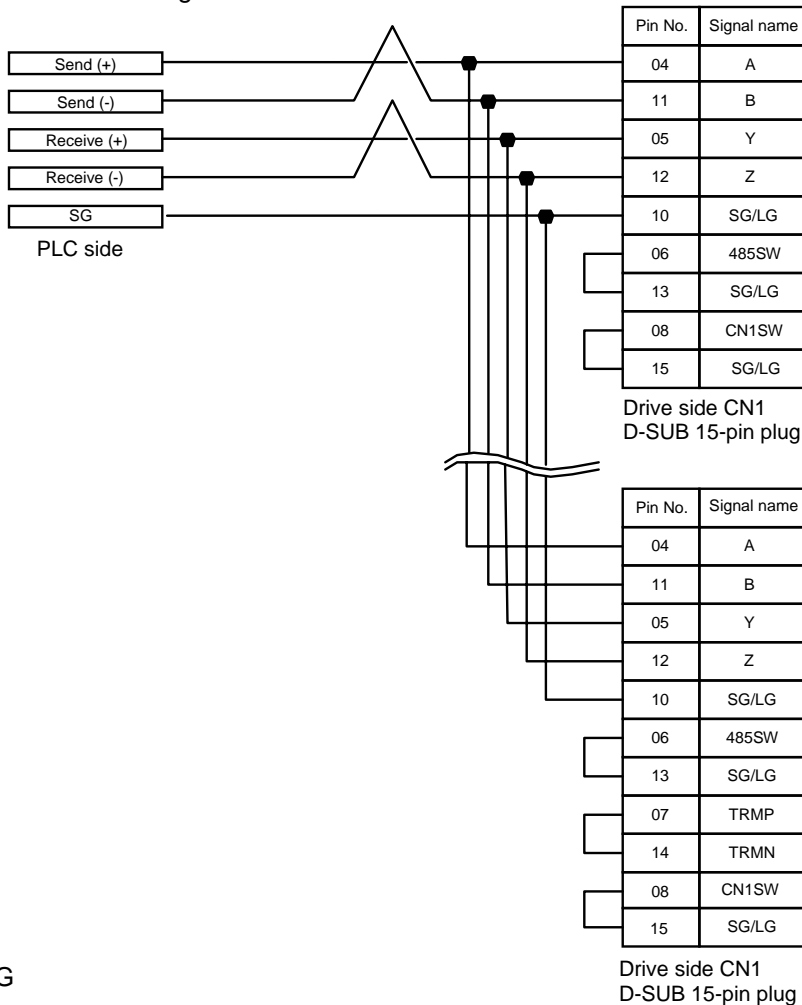 g
Send (+)
Send (-)
Receive (+)
Receive (-)
SG
PLC side
Pin No. Signal name
04 A
11 B
05 Y
12 Z
10 SG/LG
06 485SW
13 SG/LG
08 CN1SW
15 SG/LG
Drive side CN1
D-SUB 15-pin plug
Pin No. Signal name
04 A
11 B
05 Y
12 Z
10 SG/LG
06 485SW
13 SG/LG
07 TRMP
14 TRMN
08 CN1SW
15 SG/LG
Drive side CN1
D-SUB 15-pin plug
G